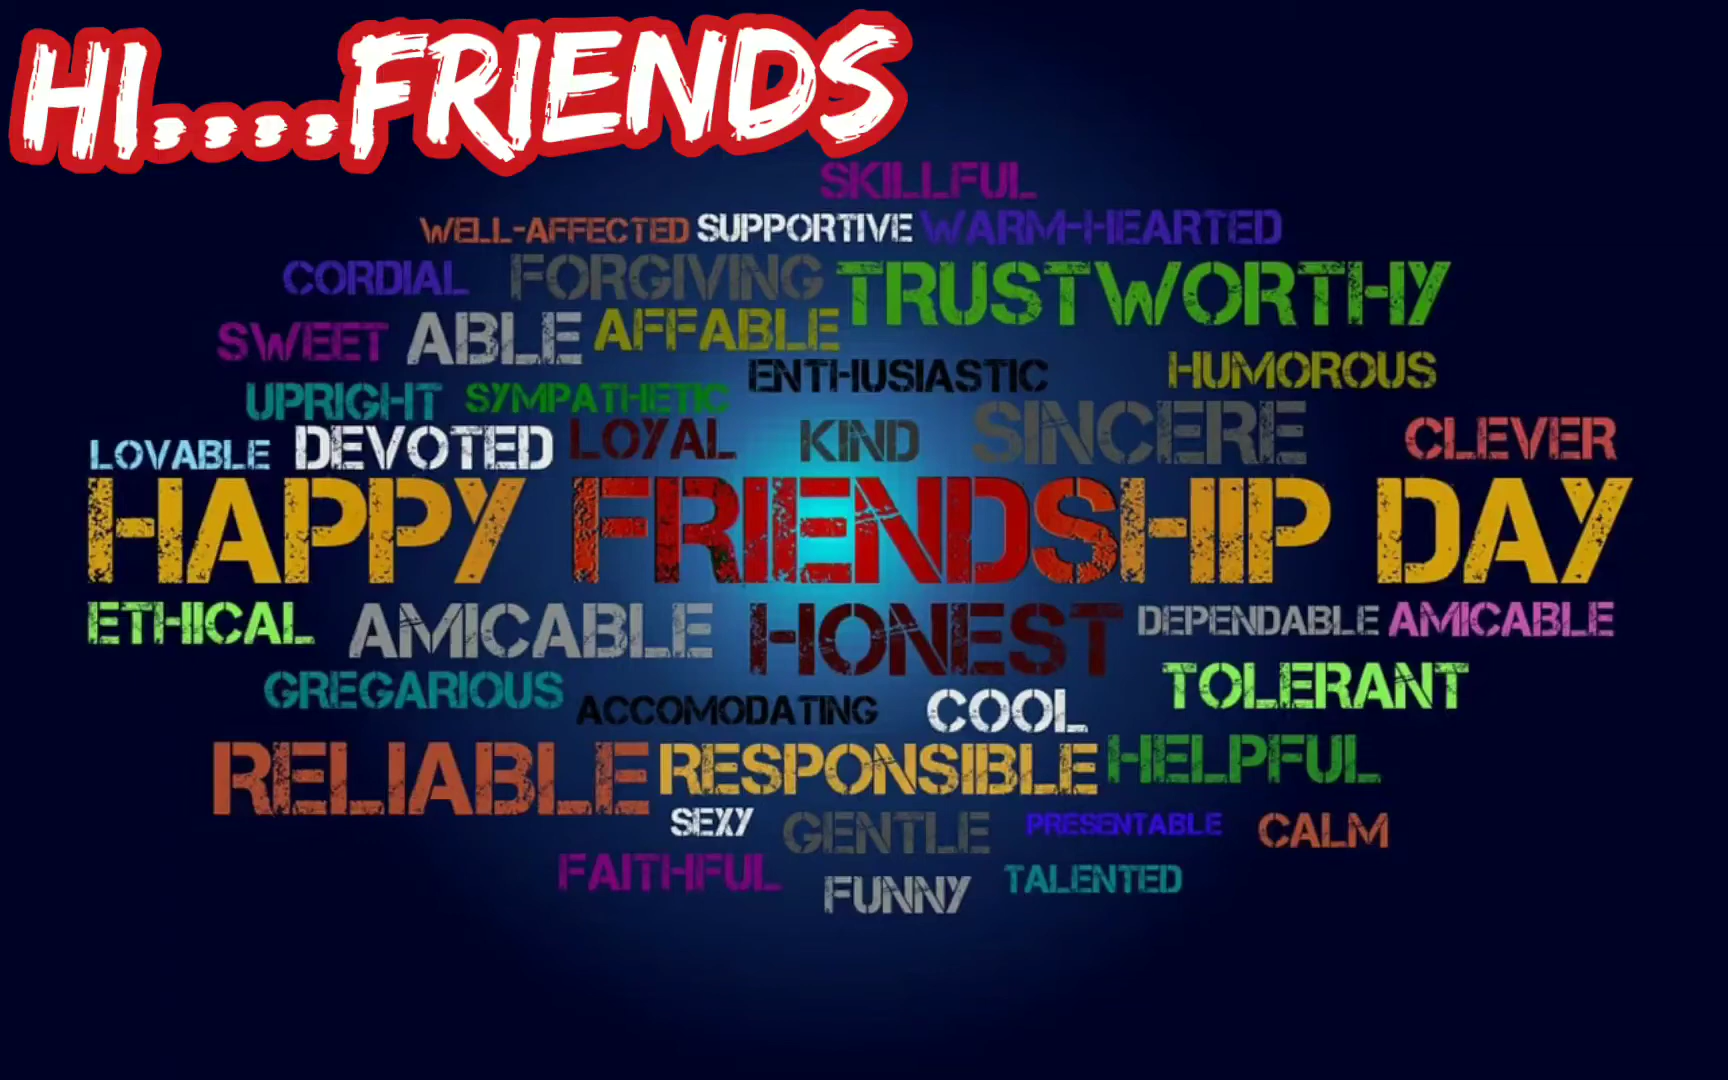 HI....FRIENDS
SKILLFUL
WELL-AFFECTED SUPPORTIVE WARM-HEARTED
CORDIAL FORGIVING TRUSTWORTHY
SWEET ABLE AFFABLE
ENTHUSIASTIC HUMOROUS
UPRIGHT SYMPATHETIC
LOVABLE DEVOTED LOYAL KIND SINCERE CLEVER
HAPPY FRIENDSHIP DAY
ETHICAL AMICABLE HONEST DEPENDABLE AMICABLE
GREGARIOUS ACCOMODATING COOL TOLERANT
RELIABLE RESPONSIBLE HELPFUL
SEXY GENTLE PRESENTABLE CALM
FAITHFUL FUNNY TALENTED